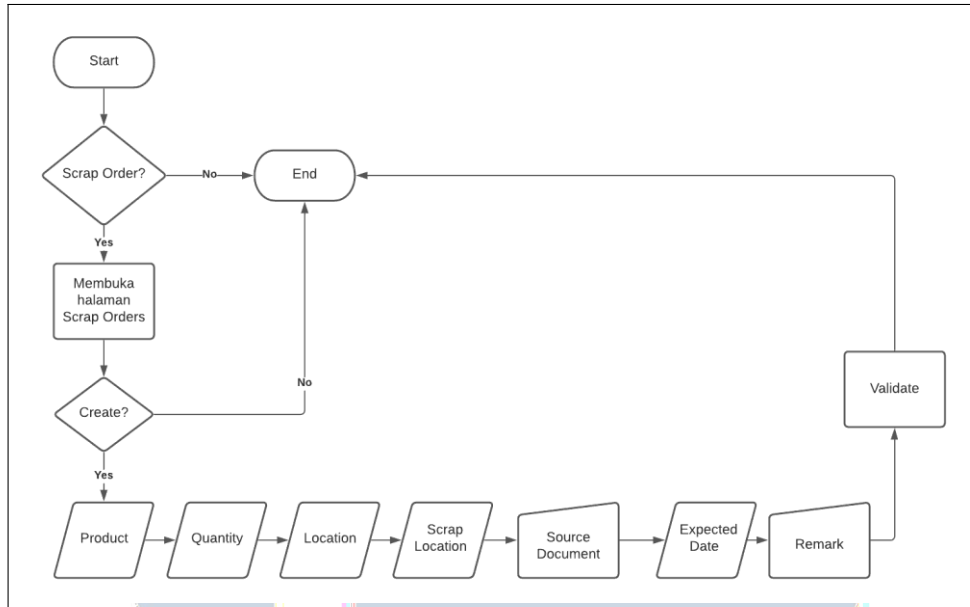 Start
Scrap Order?
No
End
Yes
Membuka
halaman
Scrap Orders
No
Create?
Validate
Yes
Product
Quantity
Location
Scrap
Location
Source
Document
Expected
Date
Remark